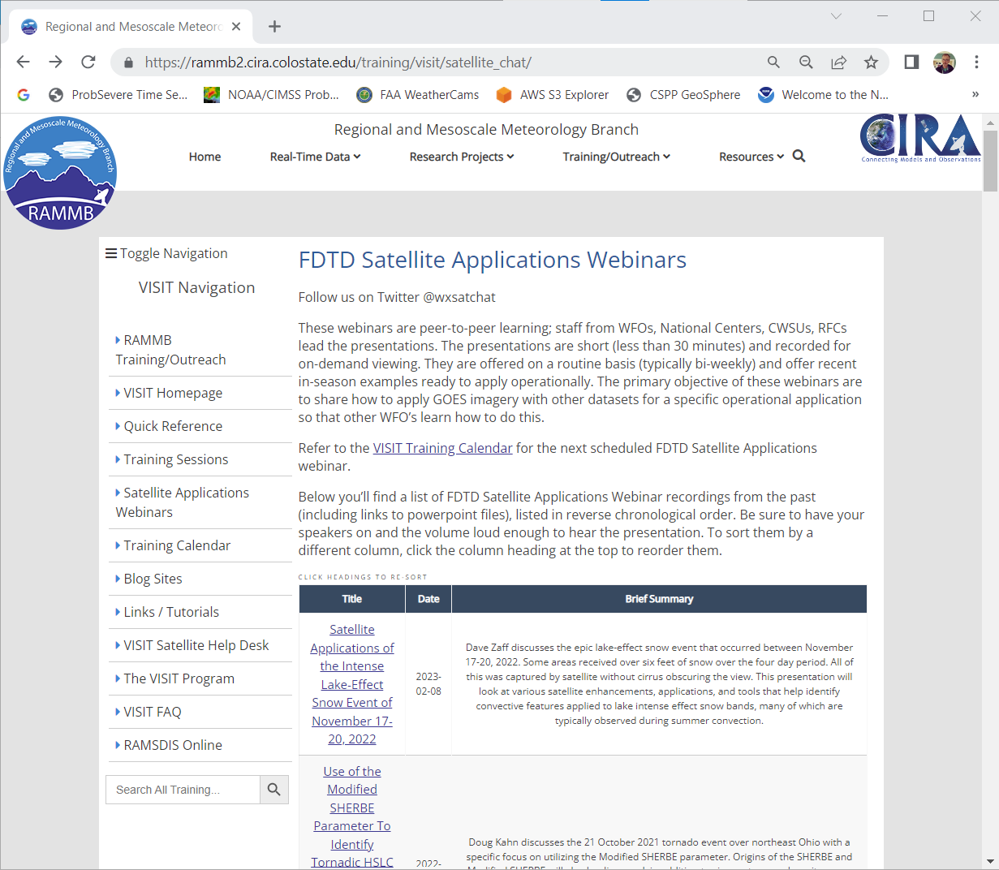 Regional and Mesoscale Meteoro
https://rammb2.cira.colostate.edu/training/visit/satellite_chat/
ProbSevere Time Se...
NOAA/CIMSS Prob...
FAA WeatherCams
AWS S3 Explorer
CSPP GeoSphere
Welcome to the N...
»
Regional and Mesoscale Meteorology Branch
RAMMB
Regional and Mesoscale Meteorology Branch
CIRA
Connecting Models and Observations
Home
Real-Time Data
Research Projects
Training/Outreach
Resources
Toggle Navigation
VISIT Navigation
RAMMB
Training/Outreach
VISIT Homepage
Quick Reference
Training Sessions
Satellite Applications
Webinars
Training Calendar
Blog Sites
Links / Tutorials
VISIT Satellite Help Desk
The VISIT Program
VISIT FAQ
RAMSDIS Online
Search All Training...
FDTD Satellite Applications Webinars
Follow us on Twitter @wxsatchat
These webinars are peer-to-peer learning; staff from WFOs, National Centers, CWSUs, RFCs
lead the presentations. The presentations are short (less than 30 minutes) and recorded for
on-demand viewing. They are offered on a routine basis (typically bi-weekly) and offer recent
in-season examples ready to apply operationally. The primary objective of these webinars are
to share how to apply GOES imagery with other datasets for a specific operational application
so that other WFO’s learn how to do this.
Refer to the VISIT Training Calendar for the next scheduled FDTD Satellite Applications
webinar.
Below you’ll find a list of FDTD Satellite Applications Webinar recordings from the past
(including links to powerpoint files), listed in reverse chronological order. Be sure to have your
speakers on and the volume loud enough to hear the presentation. To sort them by a
different column, click the column heading at the top to reorder them.
CLICK HEADINGS TO RE-SORT
Title
Date
Brief Summary
Satellite
Applications of
the Intense
Lake-Effect
Snow Event of
November 17-
20, 2022
2023-
02-08
Dave Zaff discusses the epic lake-effect snow event that occurred between November
17-20, 2022. Some areas received over six feet of snow over the four day period. All of
this was captured by satellite without cirrus obscuring the view. This presentation will
look at various satellite enhancements, applications, and tools that help identify
convective features applied to lake intense effect snow bands, many of which are
typically observed during summer convection.
Use of the
Modified
SHERBE
Parameter To
Identify
Tornadic HSLC
2022-
Doug Kahn discusses the 21 October 2021 tornado event over northeast Ohio with a
specific focus on utilizing the Modified SHERBE parameter. Origins of the SHERBE and